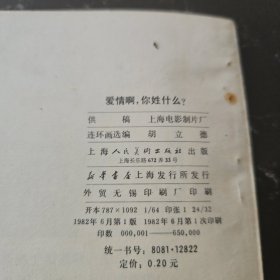 爱情啊，你姓什么？
供 稿 上海电影制片厂
连环画选编 胡立德
上海人民美术出版社出版
上海长乐路672弄33号
新华书店上海发行所发行
外贸无锡印刷厂印刷
开本787×1092 1/64 印张1 24/32
1982年6月第1版 1982年6月第1次印刷
印数 000,001—650,000
统一书号：8081·12822
定价：0.20 元